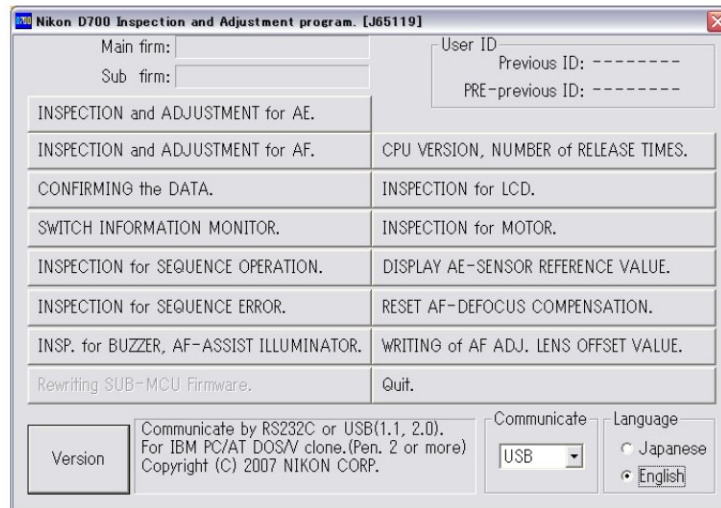 Nikon D700 Inspection and Adjustment program. [J65119]
Main firm:
Sub firm:
User ID
Previous ID: --------
PRE-previous ID: --------
INSPECTION and ADJUSTMENT for AE.
INSPECTION and ADJUSTMENT for AF.
CPU VERSION, NUMBER of RELEASE TIMES.
CONFIRMING the DATA.
INSPECTION for LCD.
SWITCH INFORMATION MONITOR.
INSPECTION for MOTOR.
INSPECTION for SEQUENCE OPERATION.
DISPLAY AE-SENSOR REFERENCE VALUE.
INSPECTION for SEQUENCE ERROR.
RESET AF-DEFOCUS COMPENSATION.
INSP. for BUZZER, AF-ASSIST ILLUMINATOR.
WRITING of AF ADJ. LENS OFFSET VALUE.
Rewriting SUB-MCU Firmware.
Quit.
Version
Communicate by RS232C or USB(1.1, 2.0).
For IBM PC/AT DOS/V clone.(Pen. 2 or more)
Copyright (C) 2007 NIKON CORP.
Communicate
USB
Language
Japanese
English